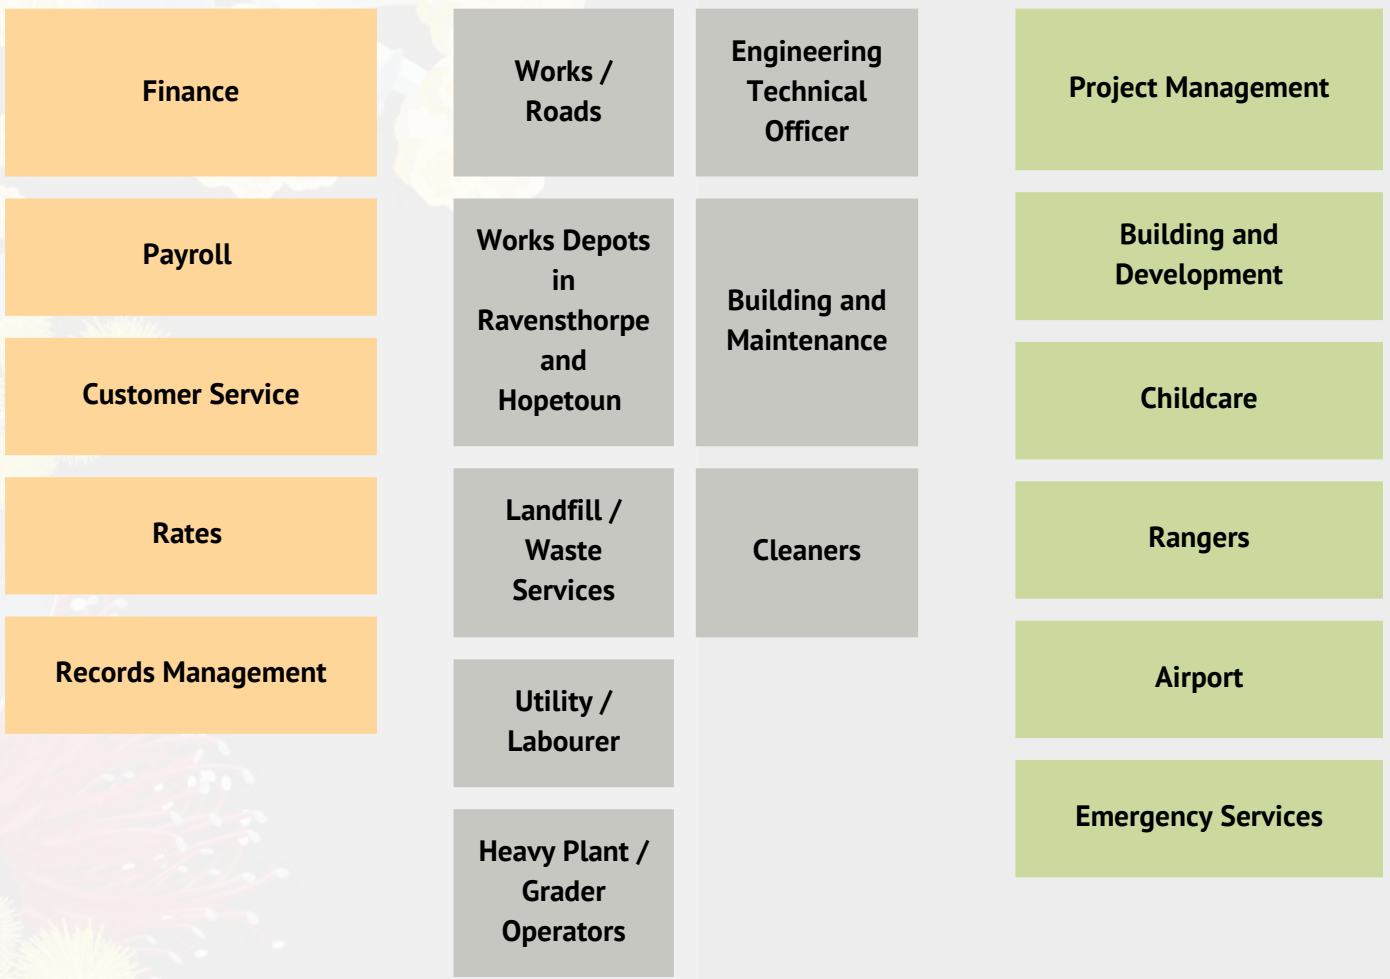 Finance
Payroll
Customer Service
Rates
Records Management
Works /
Roads
Works Depots
in
Ravensthorpe
and
Hopetoun
Landfill /
Waste
Services
Utility /
Labourer
Heavy Plant /
Grader
Operators
Engineering
Technical
Officer
Building and
Maintenance
Cleaners
Project Management
Building and
Development
Childcare
Rangers
Airport
Emergency Services